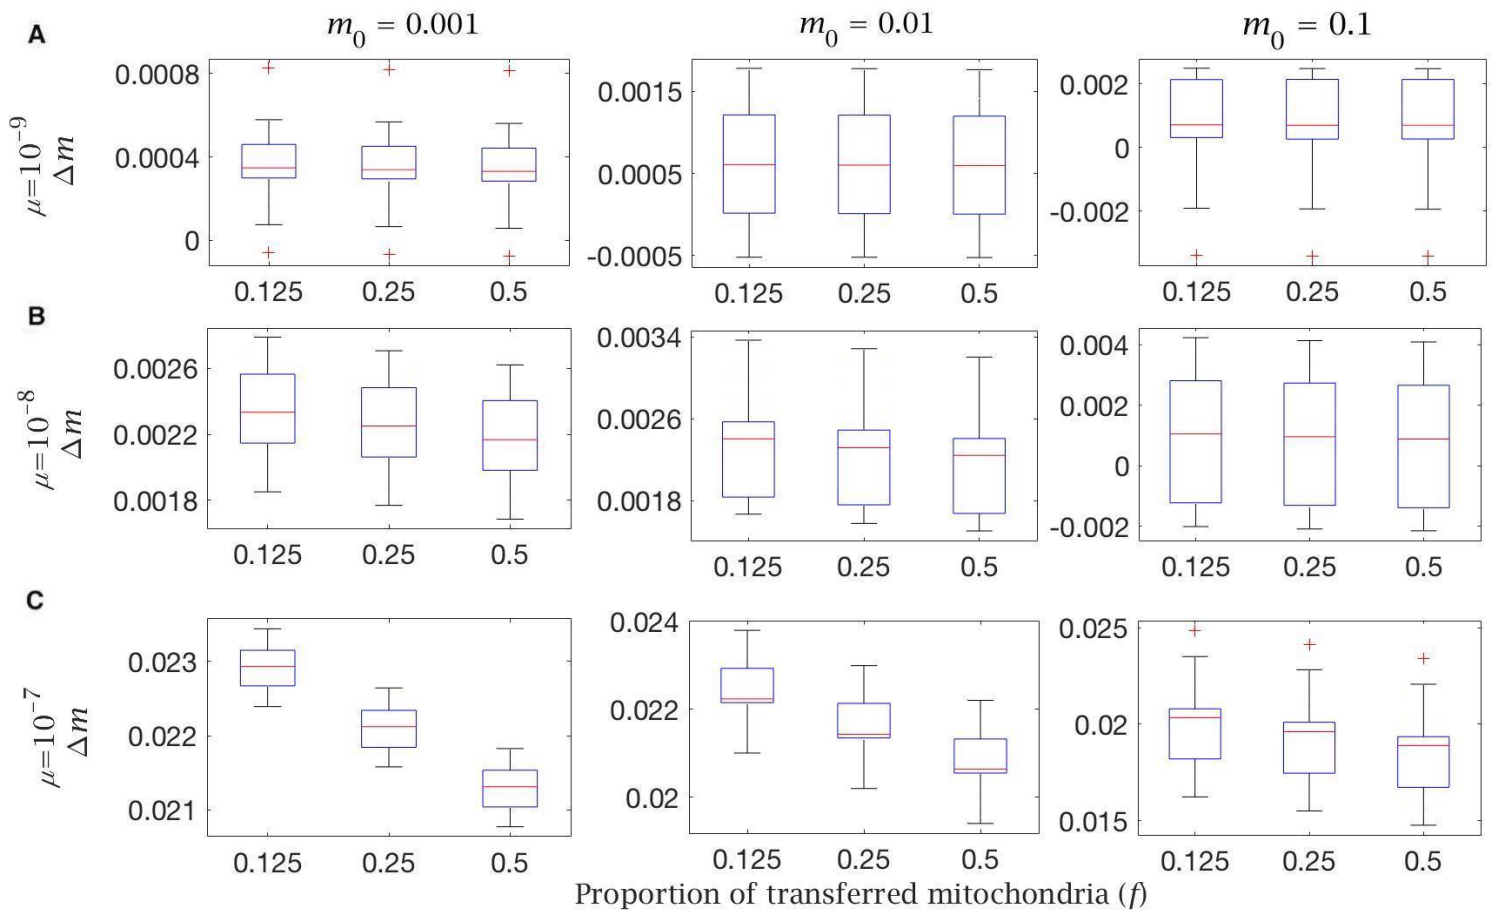 A
m₀ = 0.001
m₀ = 0.01
m₀ = 0.1
μ=10⁻⁹
Δm
0.0008
0.0004
0
0.125 0.25 0.5
0.0015
0.0005
-0.0005
0.125 0.25 0.5
0.002
0
-0.002
0.125 0.25 0.5
B
μ=10⁻⁸
Δm
0.0026
0.0022
0.0018
0.125 0.25 0.5
0.0034
0.0026
0.0018
0.125 0.25 0.5
0.004
0.002
0
-0.002
0.125 0.25 0.5
C
μ=10⁻⁷
Δm
0.023
0.022
0.021
0.125 0.25 0.5
0.024
0.022
0.02
0.125 0.25 0.5
0.025
0.02
0.015
0.125 0.25 0.5
Proportion of transferred mitochondria (f)